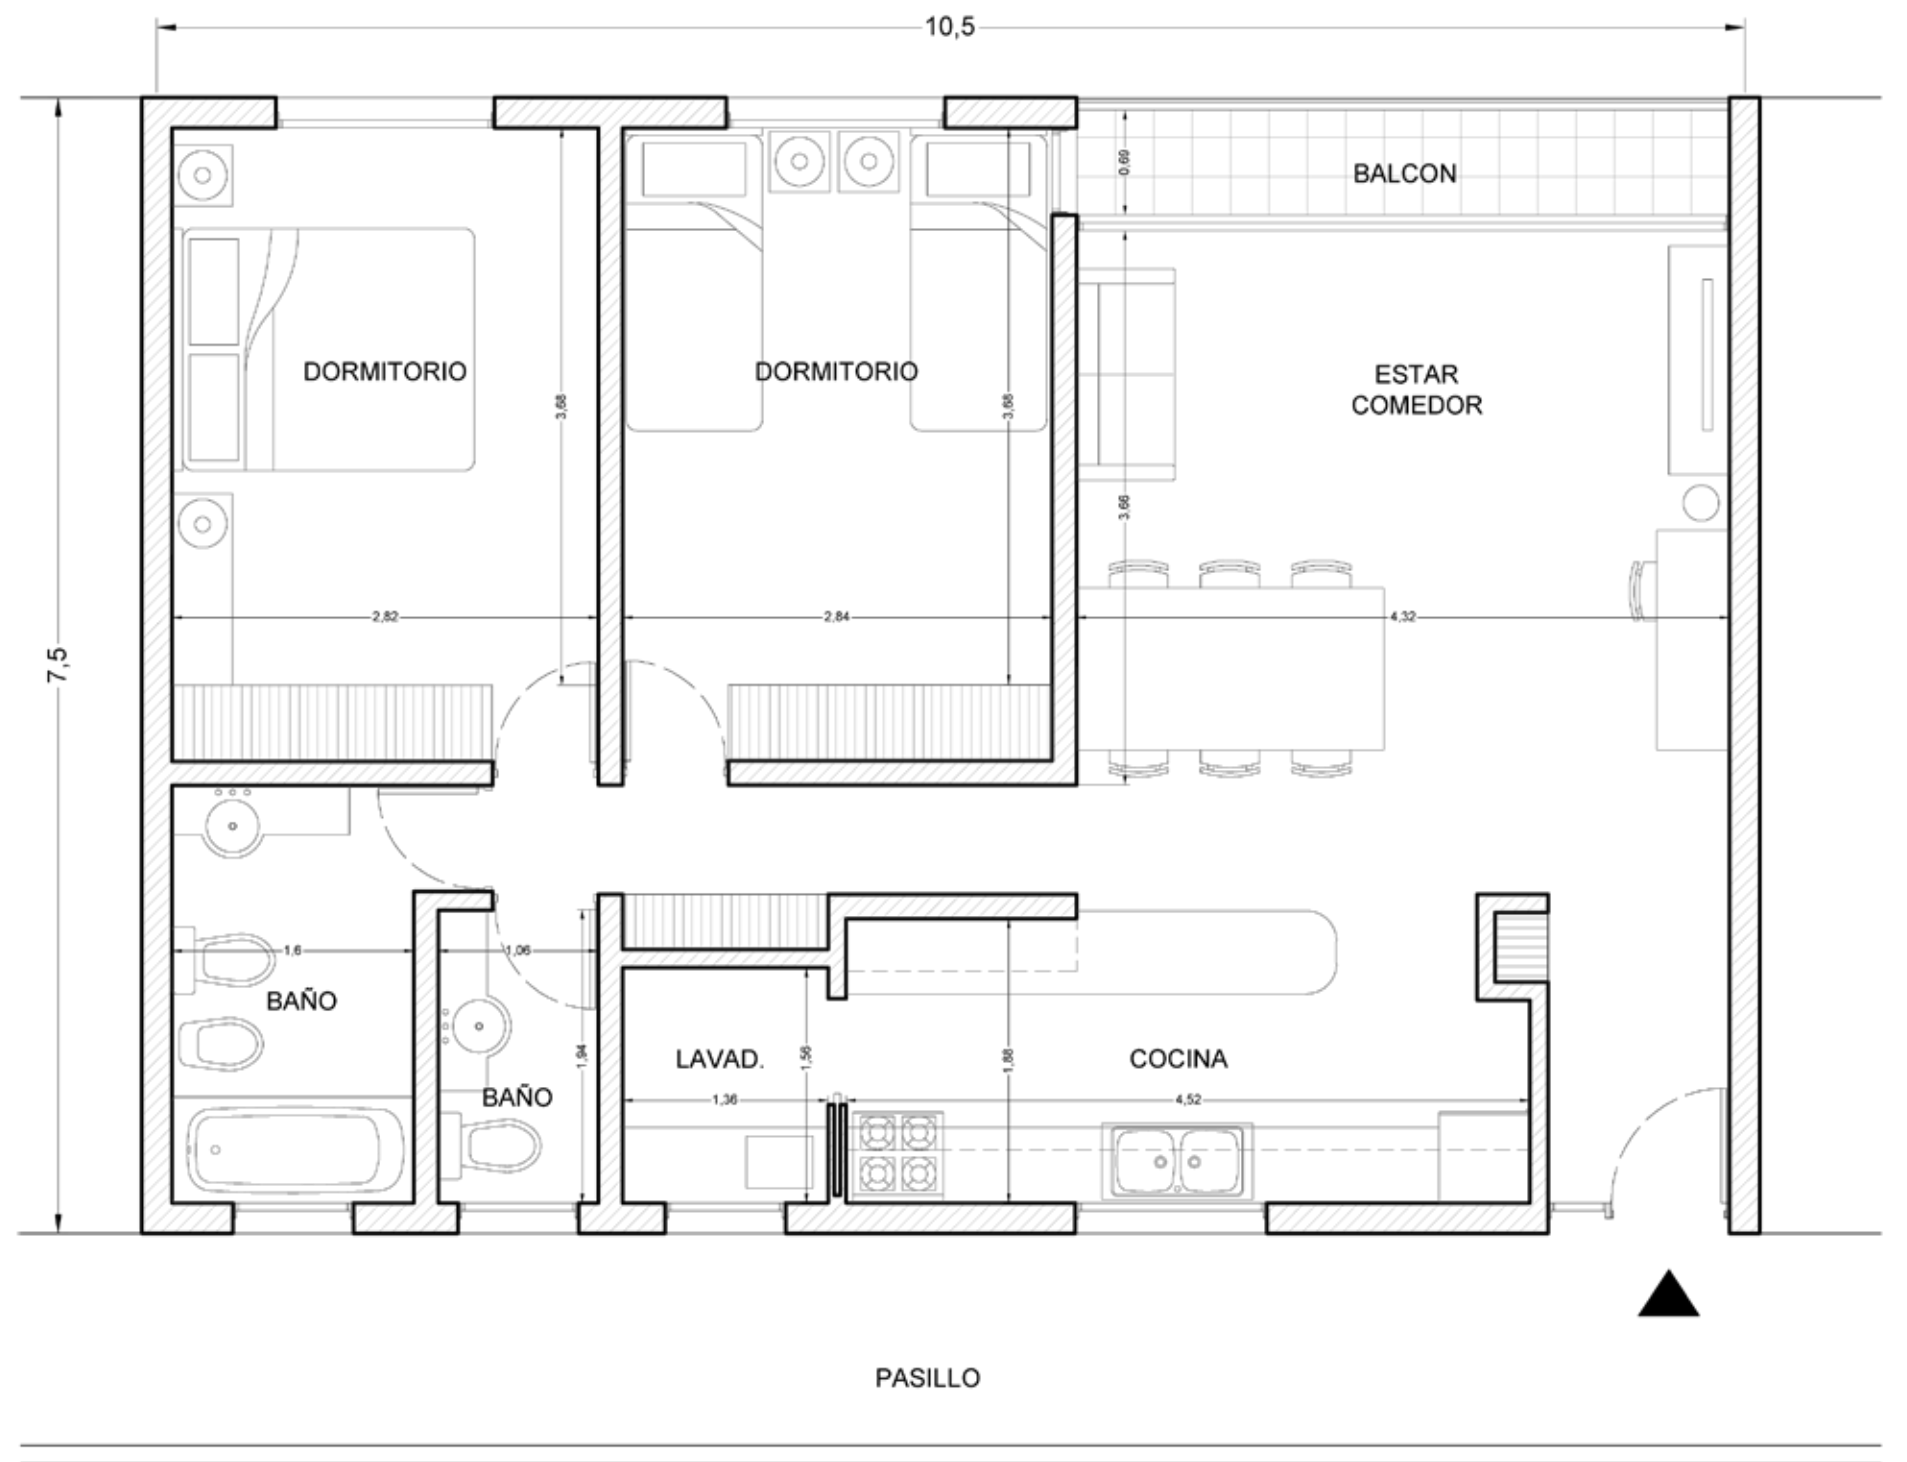 10,5
BALCON
0,69
DORMITORIO
DORMITORIO
ESTAR
COMEDOR
3,68
3,68
3,66
7,5
2,82
2,84
4,32
1,6
1,06
BAÑO
BAÑO
1,94
LAVAD.
1,56
1,88
COCINA
1,36
4,52
PASILLO